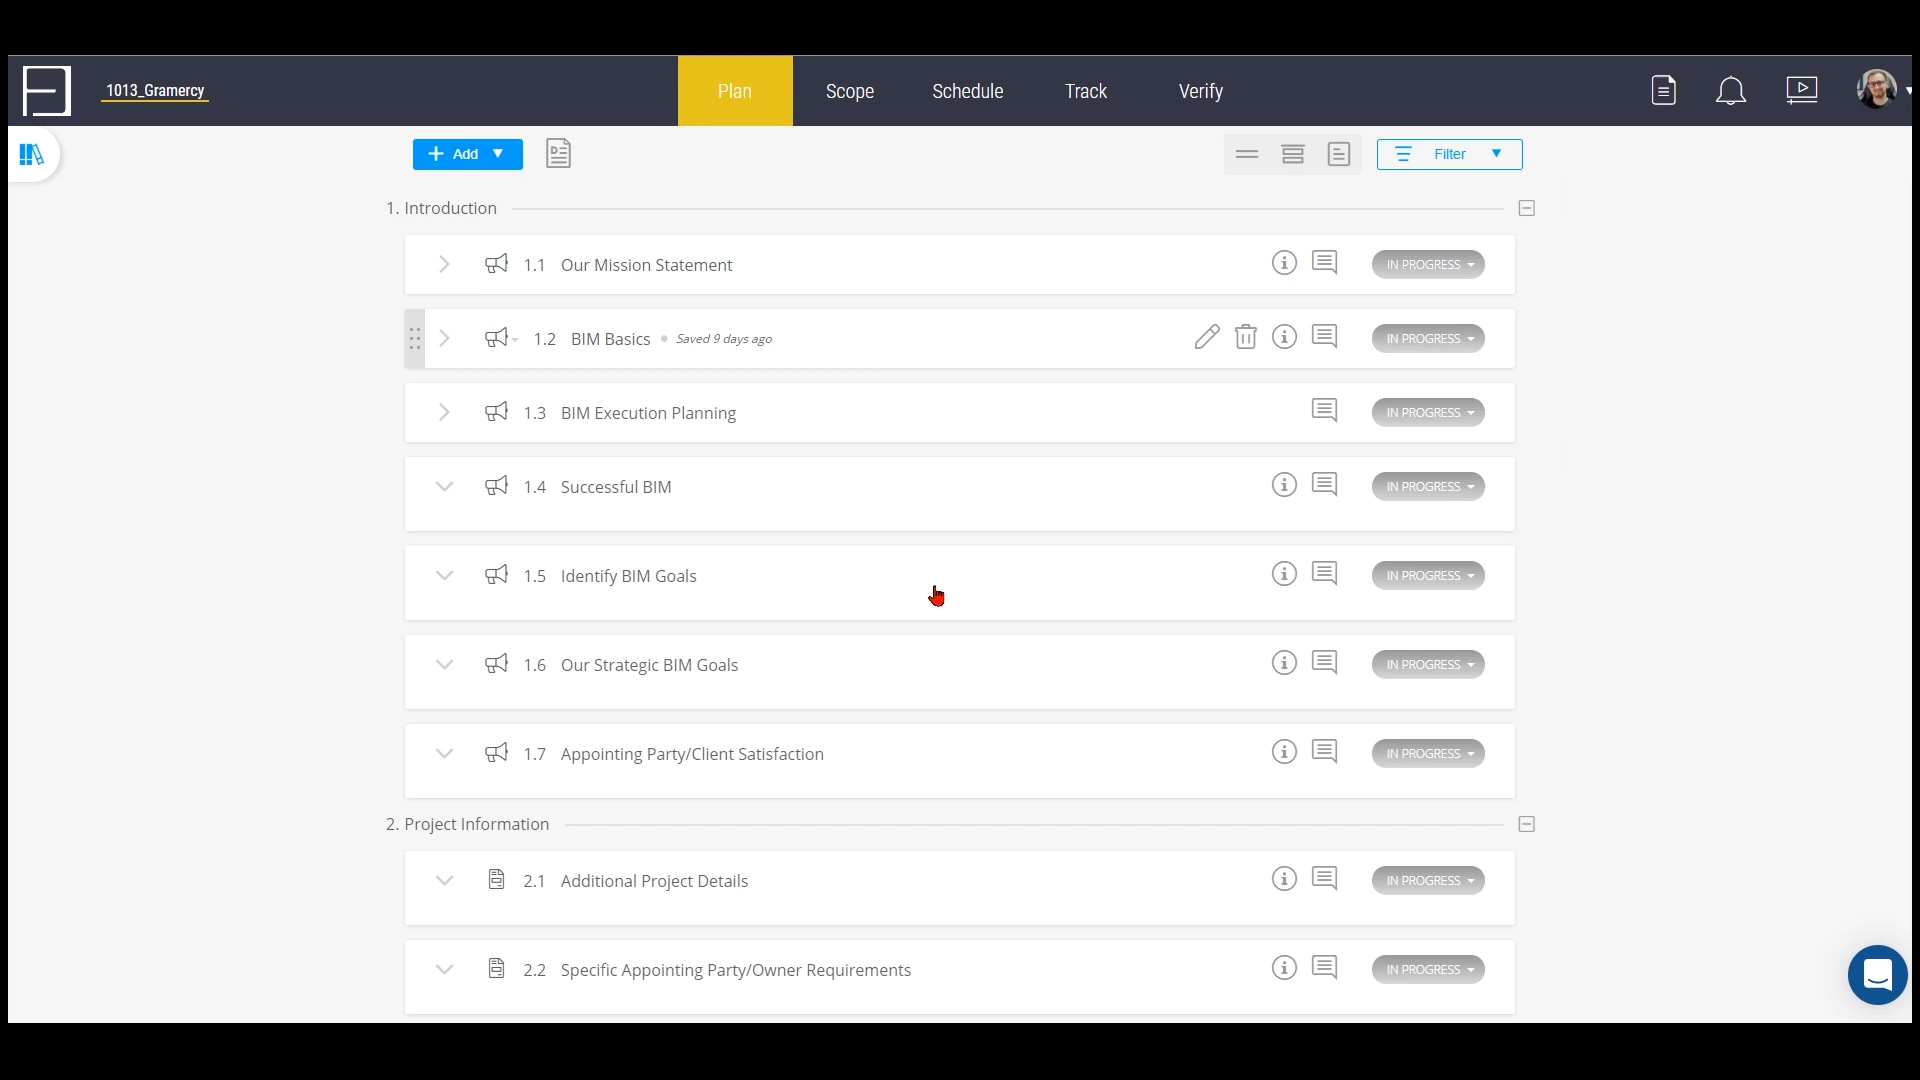 1013_Gramercy
Plan Scope Schedule Track Verify
Add Filter
1. Introduction
1.1 Our Mission Statement IN PROGRESS
1.2 BIM Basics Saved 9 days ago IN PROGRESS
1.3 BIM Execution Planning IN PROGRESS
1.4 Successful BIM IN PROGRESS
1.5 Identify BIM Goals IN PROGRESS
1.6 Our Strategic BIM Goals IN PROGRESS
1.7 Appointing Party/Client Satisfaction IN PROGRESS
2. Project Information
2.1 Additional Project Details IN PROGRESS
2.2 Specific Appointing Party/Owner Requirements IN PROGRESS